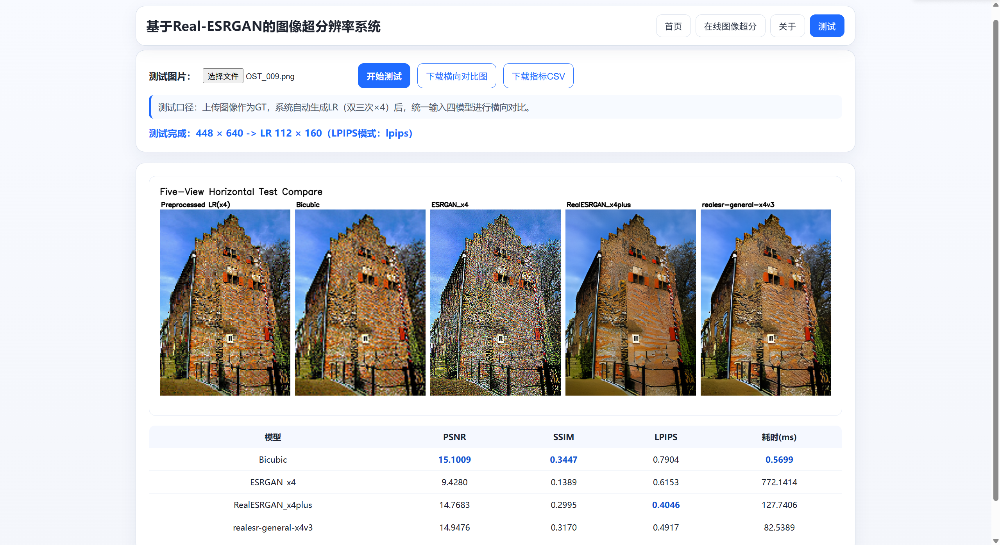 基于Real-ESRGAN的图像超分辨率系统
首页 在线图像超分 关于 测试
测试图片： 选择文件 OST_009.png 开始测试 下载横向对比图 下载指标CSV
测试口径：上传图像作为GT，系统自动生成LR（双三次×4）后，统一输入四模型进行横向对比。
测试完成：448 × 640 -> LR 112 × 160（LPIPS模式：lpips）
Five-View Horizontal Test Compare
Preprocessed LR(x4) Bicubic ESRGAN_x4 RealESRGAN_x4plus realesr-general-x4v3
模型 PSNR SSIM LPIPS 耗时(ms)
Bicubic 15.1009 0.3447 0.7904 0.5699
ESRGAN_x4 9.4280 0.1389 0.6153 772.1414
RealESRGAN_x4plus 14.7683 0.2995 0.4046 127.7406
realesr-general-x4v3 14.9476 0.3170 0.4917 82.5389